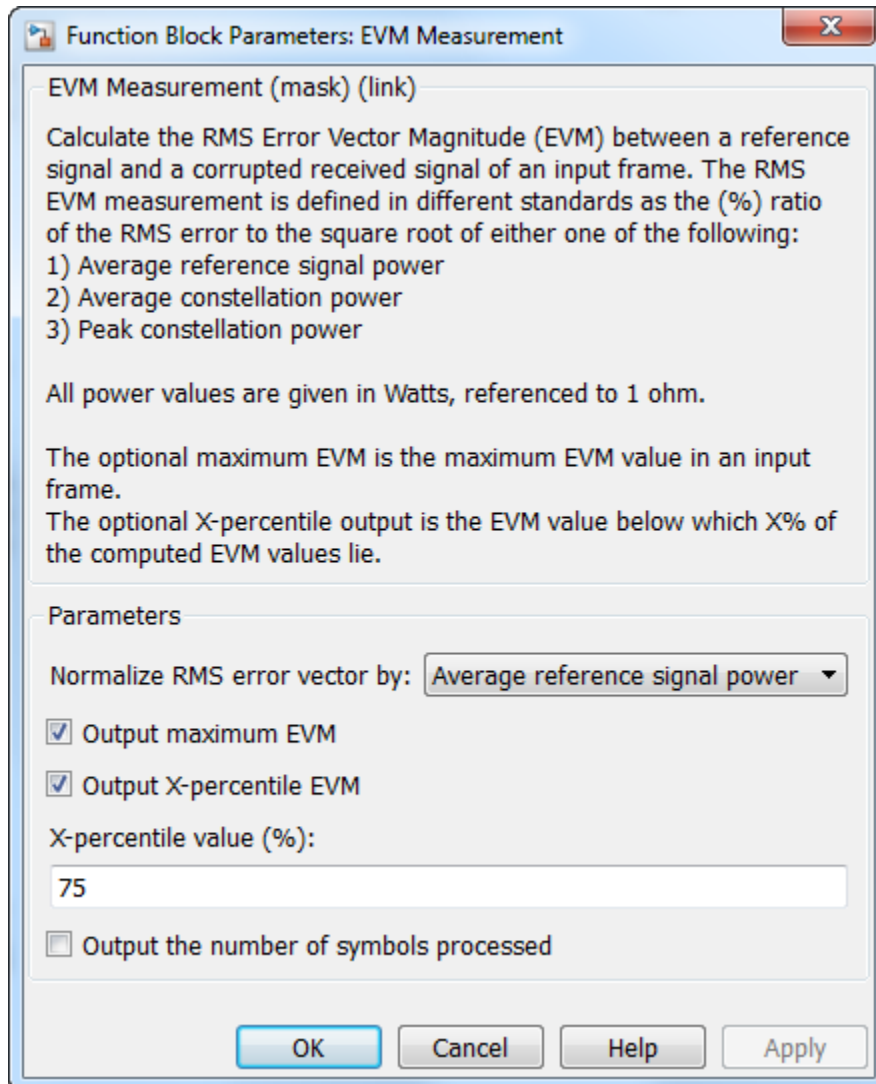 Function Block Parameters: EVM Measurement
EVM Measurement (mask) (link)
Calculate the RMS Error Vector Magnitude (EVM) between a reference
signal and a corrupted received signal of an input frame. The RMS
EVM measurement is defined in different standards as the (%) ratio
of the RMS error to the square root of either one of the following:
1) Average reference signal power
2) Average constellation power
3) Peak constellation power
All power values are given in Watts, referenced to 1 ohm.
The optional maximum EVM is the maximum EVM value in an input
frame.
The optional X-percentile output is the EVM value below which X% of
the computed EVM values lie.
Parameters
Normalize RMS error vector by: Average reference signal power
Output maximum EVM
Output X-percentile EVM
X-percentile value (%):
75
Output the number of symbols processed
OK Cancel Help Apply